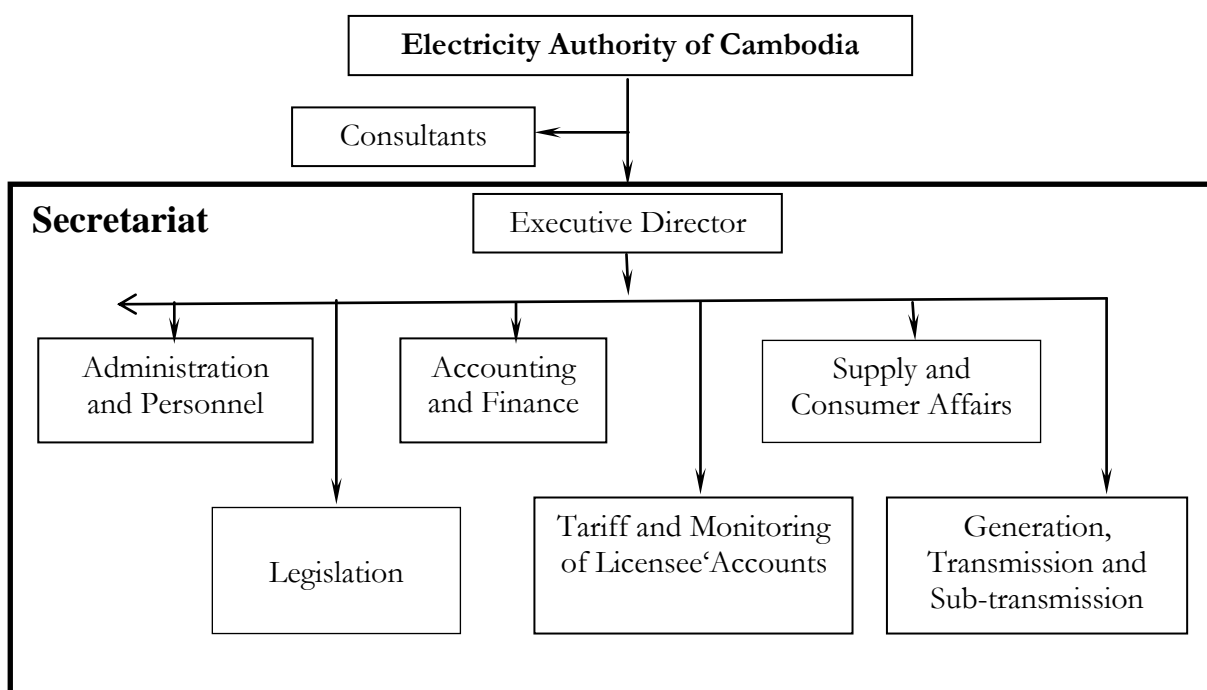 Electricity Authority of Cambodia
Consultants
Secretariat
Executive Director
Administration
and Personnel
Accounting
and Finance
Supply and
Consumer Affairs
Legislation
Tariff and Monitoring
of Licensee‘Accounts
Generation,
Transmission and
Sub-transmission